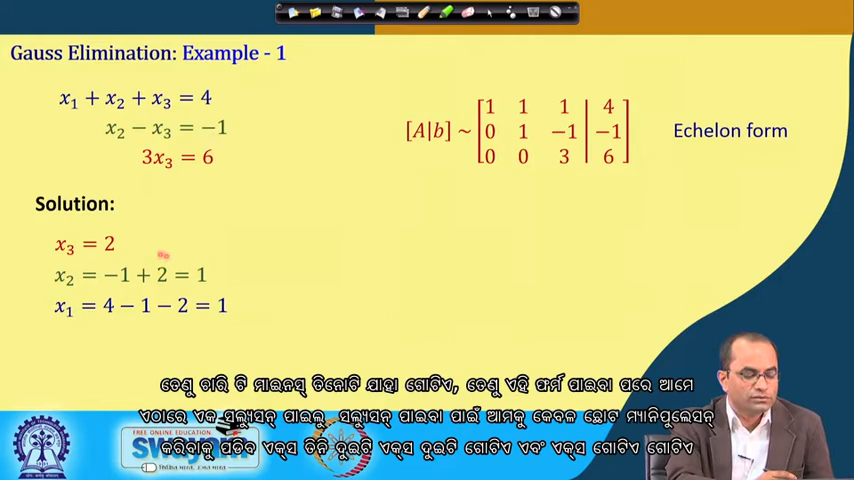 Gauss Elimination: Example - 1
x₁ + x₂ + x₃ = 4
x₂ − x₃ = −1
3x₃ = 6
[A|b] ~ [1 1 1 | 4
0 1 −1 | −1
0 0 3 | 6]
Echelon form
Solution:
x₃ = 2
x₂ = −1 + 2 = 1
x₁ = 4 − 1 − 2 = 1
ତେଣୁ ଚାରି ଟି ମାଇନସ୍ ତିନୋଟି ଯାହା ଗୋଟିଏ, ତେଣୁ ଏହି ଫର୍ମ ପାଇବା ପରେ ଆମେ
ଏଠାରେ ଏକ ସଲ୍ୟୁସନ୍ ପାଇଲୁ ସଲ୍ୟୁସନ୍ ପାଇବା ପାଇଁ ଆମକୁ କେବଳ ଛୋଟ ମ୍ୟାନିପୁଲେସନ୍
କରିବାକୁ ପଡିବ ଏକ୍ସ ତିନି ଦୁଇଟି ଏକ୍ସ ଦୁଇଟି ଗୋଟିଏ ଏବଂ ଏକ୍ସ ଗୋଟିଏ ଗୋଟିଏ
FREE ONLINE EDUCATION
SWAYAM